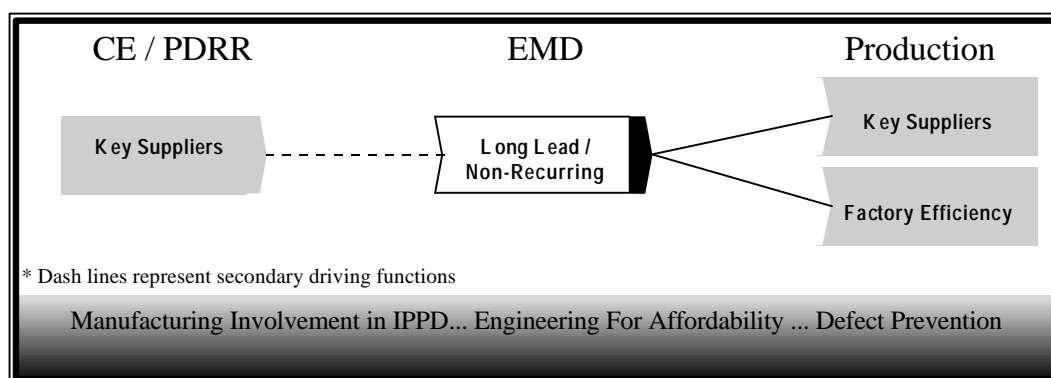 CE / PDRR
EMD
Production
Key Suppliers
Long Lead /
Non-Recurring
Key Suppliers
Factory Efficiency
* Dash lines represent secondary driving functions
Manufacturing Involvement in IPPD... Engineering For Affordability ... Defect Prevention